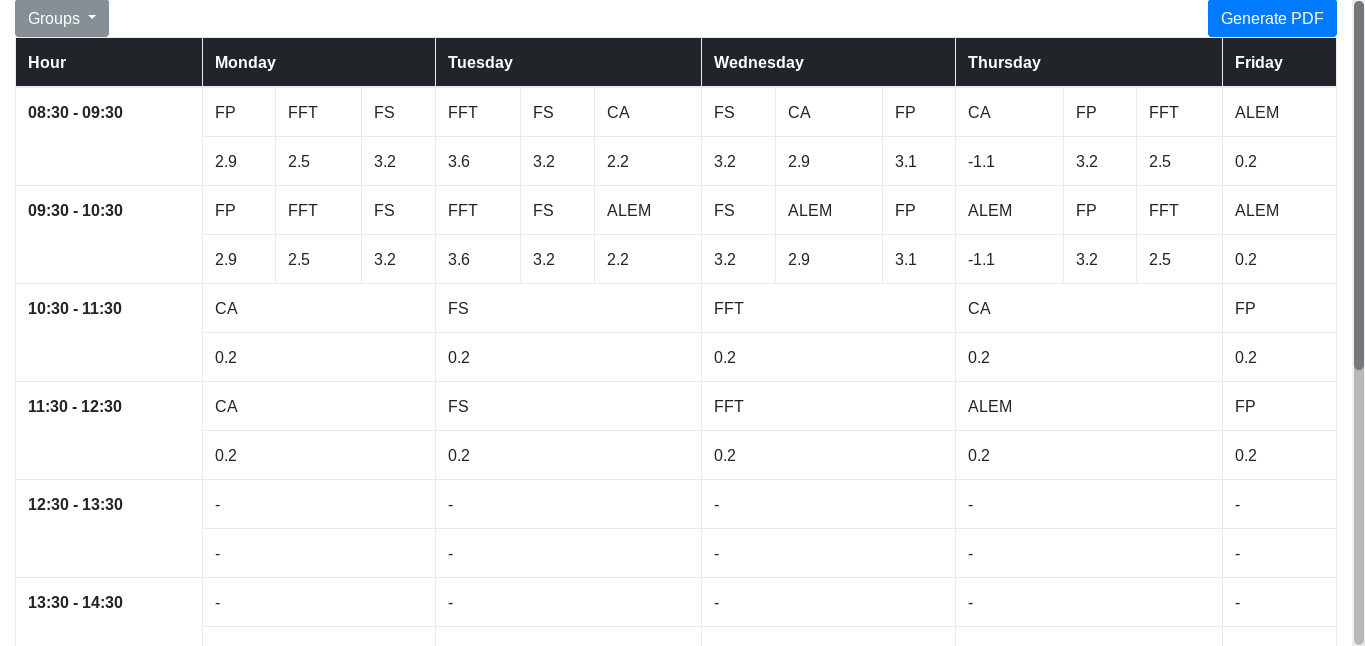 Groups Generate PDF
Hour Monday Tuesday Wednesday Thursday Friday
08:30 - 09:30 FP FFT FS FFT FS CA FS CA FP CA FP FFT ALEM
2.9 2.5 3.2 3.6 3.2 2.2 3.2 2.9 3.1 -1.1 3.2 2.5 0.2
09:30 - 10:30 FP FFT FS FFT FS ALEM FS ALEM FP ALEM FP FFT ALEM
2.9 2.5 3.2 3.6 3.2 2.2 3.2 2.9 3.1 -1.1 3.2 2.5 0.2
10:30 - 11:30 CA FS FFT CA FP
0.2 0.2 0.2 0.2 0.2
11:30 - 12:30 CA FS FFT ALEM FP
0.2 0.2 0.2 0.2 0.2
12:30 - 13:30 - - - - -
- - - - -
13:30 - 14:30 - - - - -